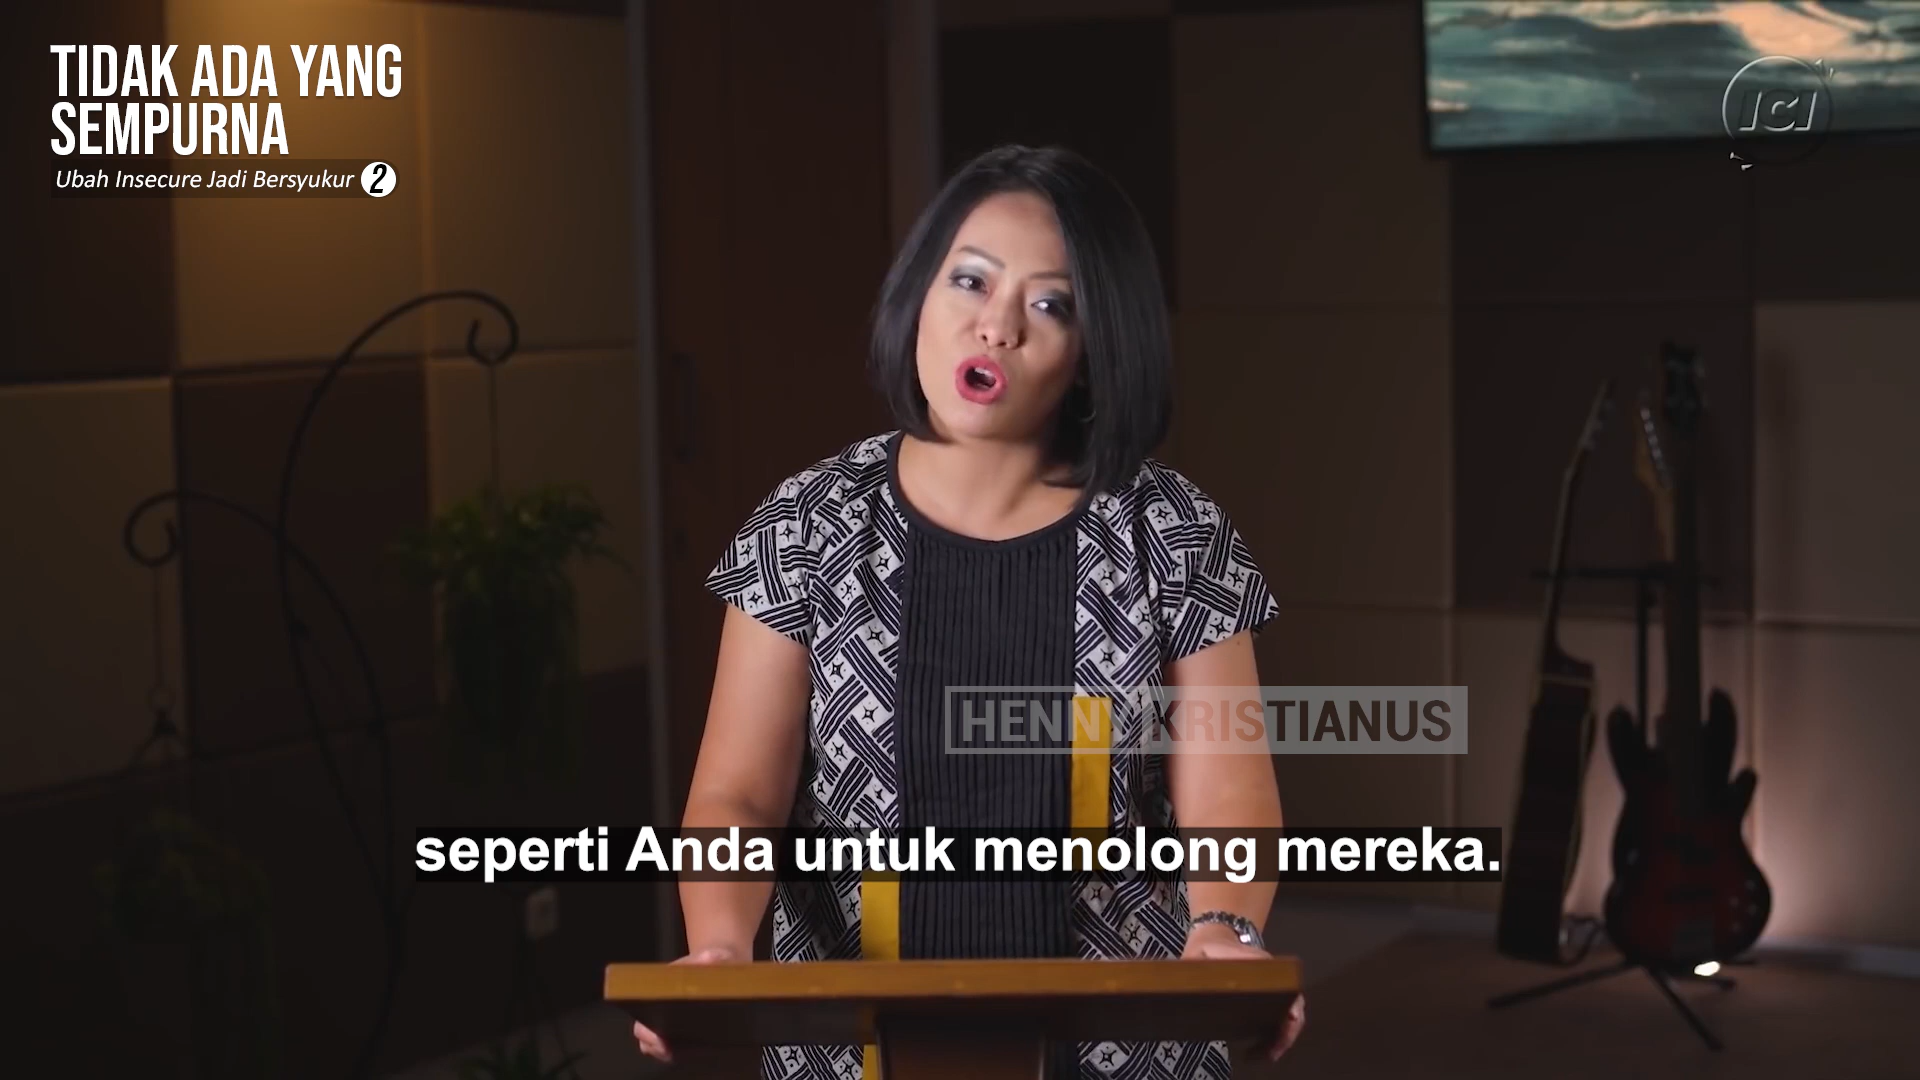 TIDAK ADA YANG
SEMPURNA
Ubah Insecure Jadi Bersyukur 2
ICI
HENNY KRISTIANUS
seperti Anda untuk menolong mereka.